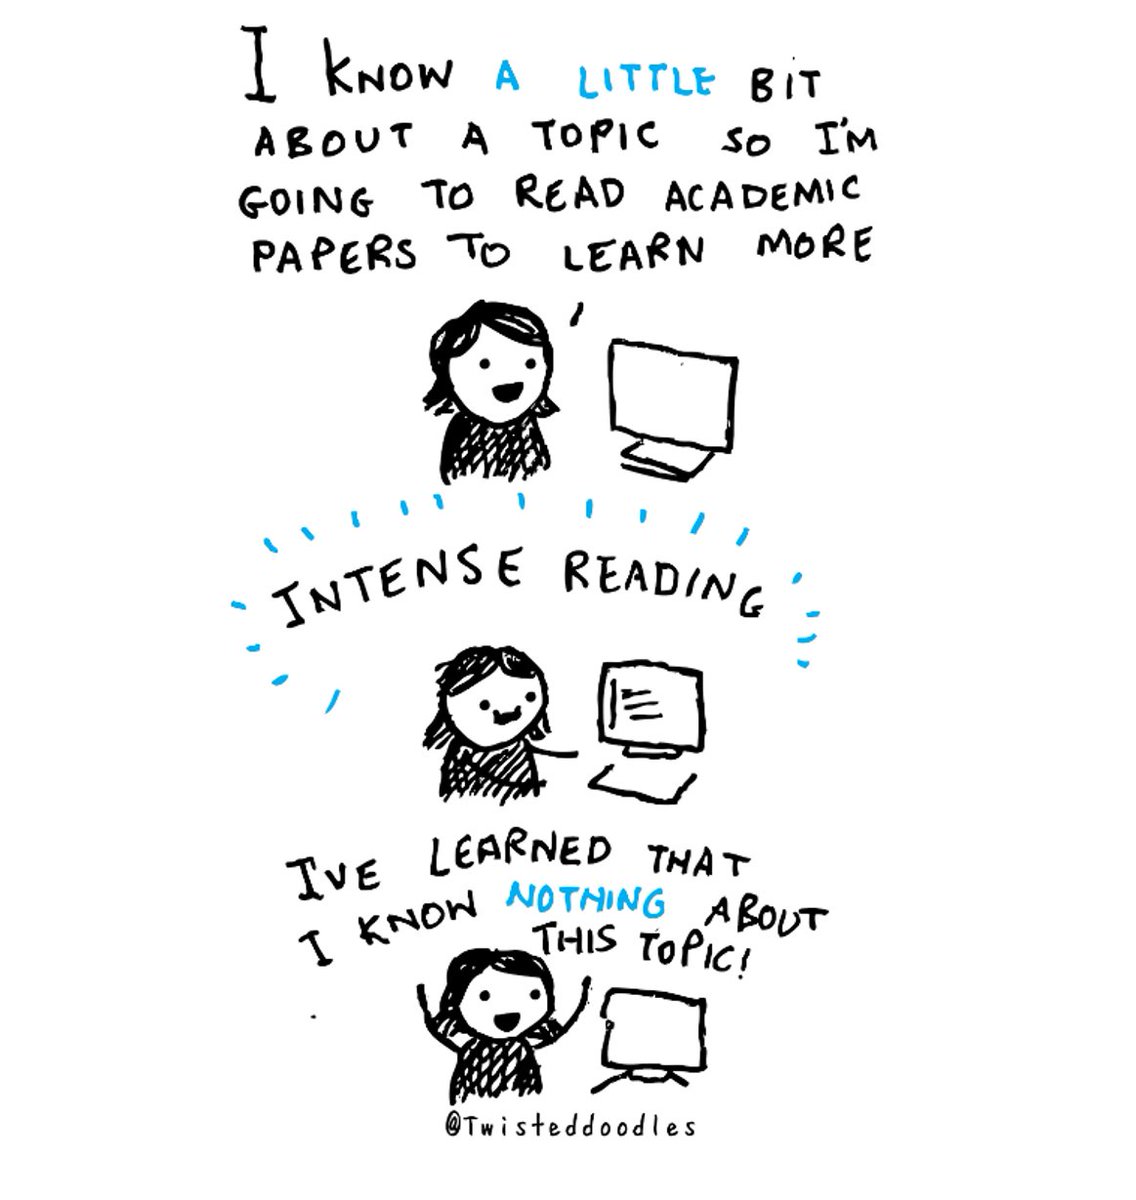 I KNOW A LITTLE BIT
ABOUT A TOPIC SO I'M
GOING TO READ ACADEMIC
PAPERS TO LEARN MORE
INTENSE READING
I'VE LEARNED THAT
I KNOW NOTHING ABOUT
THIS TOPIC!
@Twisteddoodles